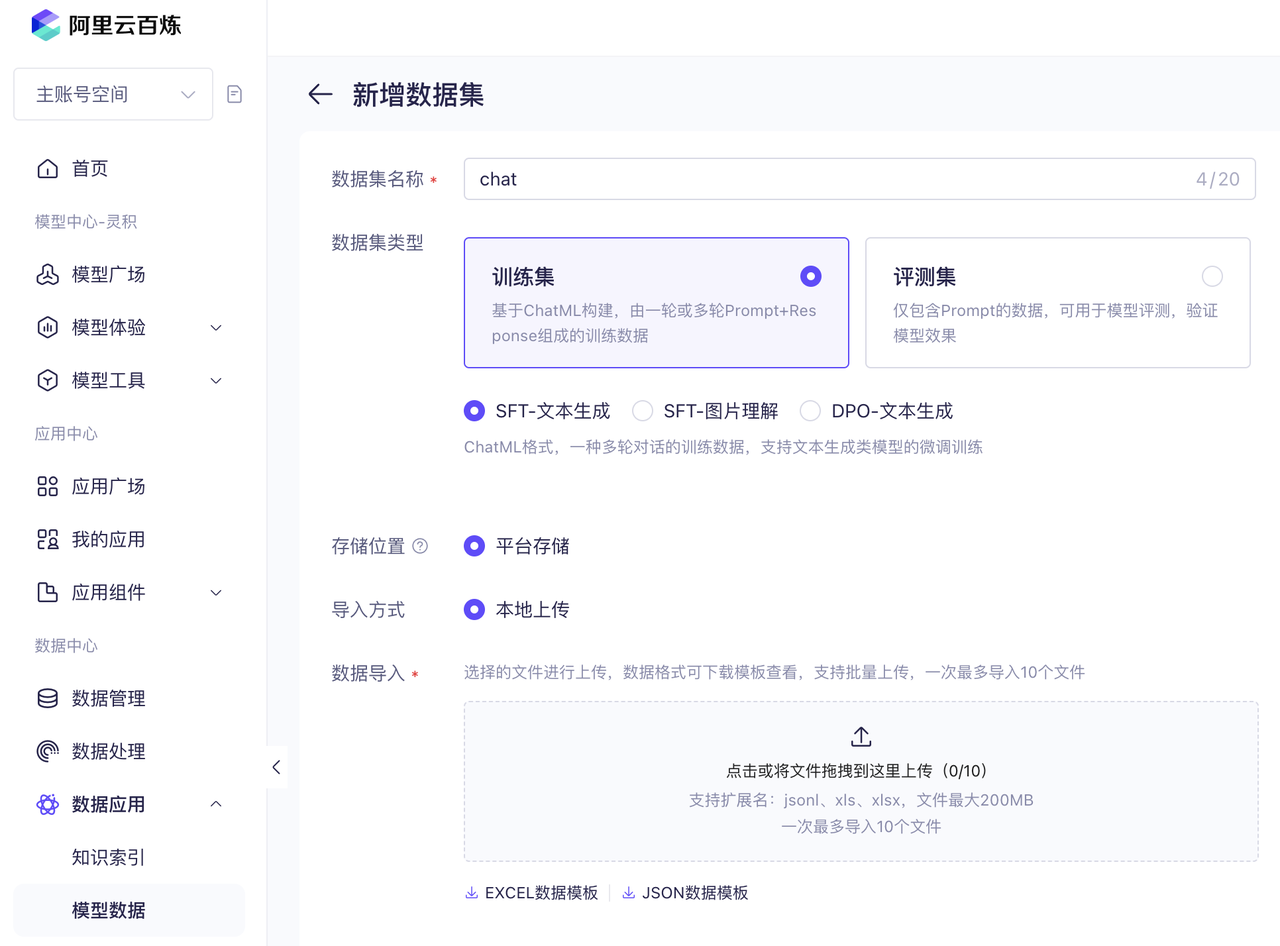 阿里云百炼
主账号空间
首页
模型中心-灵积
模型广场
模型体验
模型工具
应用中心
应用广场
我的应用
应用组件
数据中心
数据管理
数据处理
数据应用
知识索引
模型数据
新增数据集
数据集名称 * chat 4/20
数据集类型
训练集
基于ChatML构建，由一轮或多轮Prompt+Res
ponse组成的训练数据
评测集
仅包含Prompt的数据，可用于模型评测，验证
模型效果
SFT-文本生成 SFT-图片理解 DPO-文本生成
ChatML格式，一种多轮对话的训练数据，支持文本生成类模型的微调训练
存储位置 ? 平台存储
导入方式 本地上传
数据导入 * 选择的文件进行上传，数据格式可下载模板查看，支持批量上传，一次最多导入10个文件
点击或将文件拖拽到这里上传（0/10）
支持扩展名：jsonl、xls、xlsx，文件最大200MB
一次最多导入10个文件
EXCEL数据模板 JSON数据模板